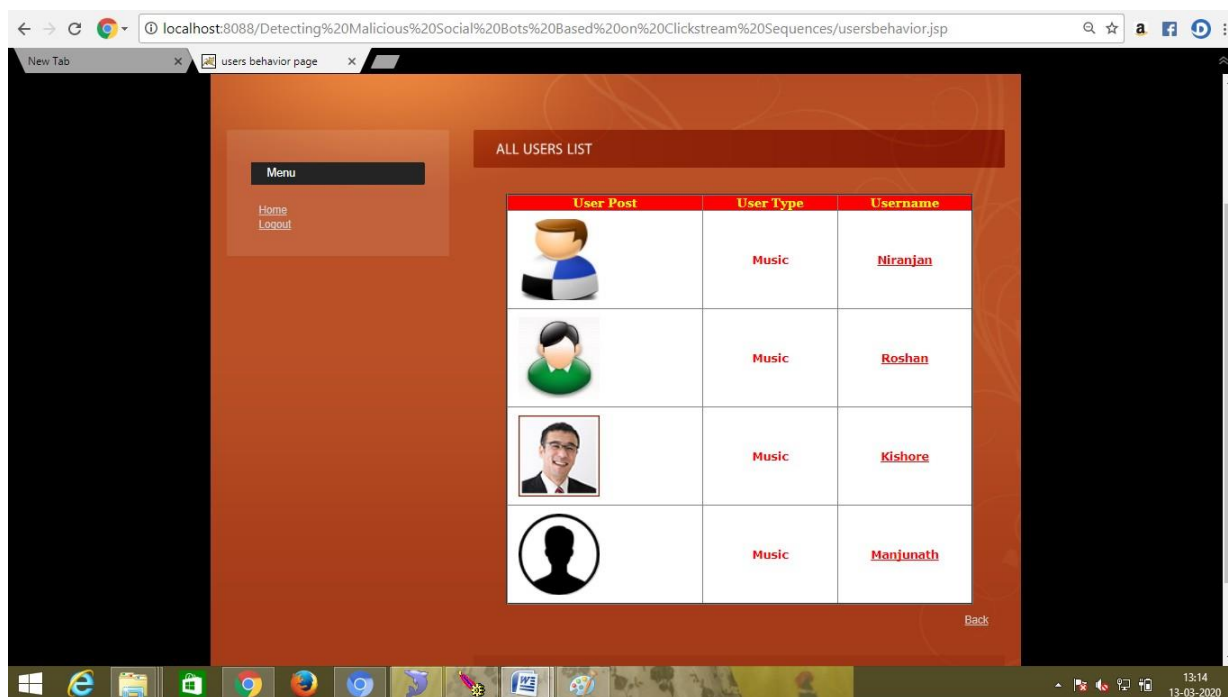 localhost:8088/Detecting%20Malicious%20Social%20Bots%20Based%20on%20Clickstream%20Sequences/usersbehavior.jsp
New Tab
users behavior page
ALL USERS LIST
Menu
Home
Logout
User Post User Type Username
Music Niranjan
Music Roshan
Music Kishore
Music Manjunath
Back
13:14
13-03-2020